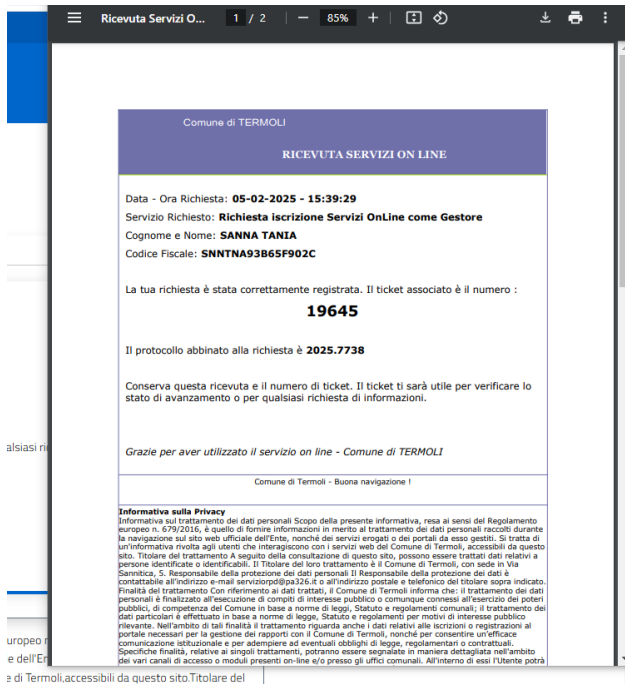 Ricevuta Servizi O... 1 / 2 85%
Comune di TERMOLI
RICEVUTA SERVIZI ON LINE
Data - Ora Richiesta: 05-02-2025 - 15:39:29
Servizio Richiesto: Richiesta iscrizione Servizi OnLine come Gestore
Cognome e Nome: SANNA TANIA
Codice Fiscale: SNNTNA93B65F902C
La tua richiesta è stata correttamente registrata. Il ticket associato è il numero :
19645
Il protocollo abbinato alla richiesta è 2025.7738
Conserva questa ricevuta e il numero di ticket. Il ticket ti sarà utile per verificare lo
stato di avanzamento o per qualsiasi richiesta di informazioni.
alsiasi ri
Grazie per aver utilizzato il servizio on line - Comune di TERMOLI
Comune di Termoli - Buona navigazione !
Informativa sulla Privacy
Informativa sul trattamento dei dati personali Scopo della presente informativa, resa ai sensi del Regolamento
europeo n. 679/2016, è quello di fornire informazioni in merito al trattamento dei dati personali raccolti durante
la navigazione sul sito web ufficiale dell'Ente, nonché dei servizi erogati o dei portali da esso gestiti. Si tratta di
un'informativa rivolta agli utenti che interagiscono con i servizi web del Comune di Termoli, accessibili da questo
sito. Titolare del trattamento A seguito della consultazione di questo sito, possono essere trattati dati relativi a
persone identificate o identificabili. Il Titolare del loro trattamento è il Comune di Termoli, con sede in Via
Sannitica, 5. Responsabile della protezione dei dati personali Il Responsabile della protezione dei dati è
contattabile all'indirizzo e-mail serviziorpd@pa326.it o all'indirizzo postale e telefonico del titolare sopra indicato.
Finalità del trattamento Con riferimento ai dati trattati, il Comune di Termoli informa che: il trattamento dei dati
personali è finalizzato all'esecuzione di compiti di interesse pubblico o comunque connessi all'esercizio dei poteri
pubblici, di competenza del Comune in base a norme di leggi, Statuto e regolamenti comunali; il trattamento dei
dati particolari è effettuato in base a norme di legge, Statuto e regolamenti per motivi di interesse pubblico
rilevante. Nell'ambito di tali finalità il trattamento riguarda anche i dati relativi alle iscrizioni o registrazioni al
portale necessari per la gestione dei rapporti con il Comune di Termoli, nonché per consentire un'efficace
comunicazione istituzionale e per adempiere ad eventuali obblighi di legge, regolamentari o contrattuali.
Specifiche finalità, relative ai singoli trattamenti, potranno essere segnalate in maniera dettagliata nell'ambito
dei vari canali di accesso o moduli presenti on-line e/o presso gli uffici comunali. All'interno di essi l'Utente potrà
uropeo
e dell'Er
e di Termoli,accessibili da questo sito.Titolare del